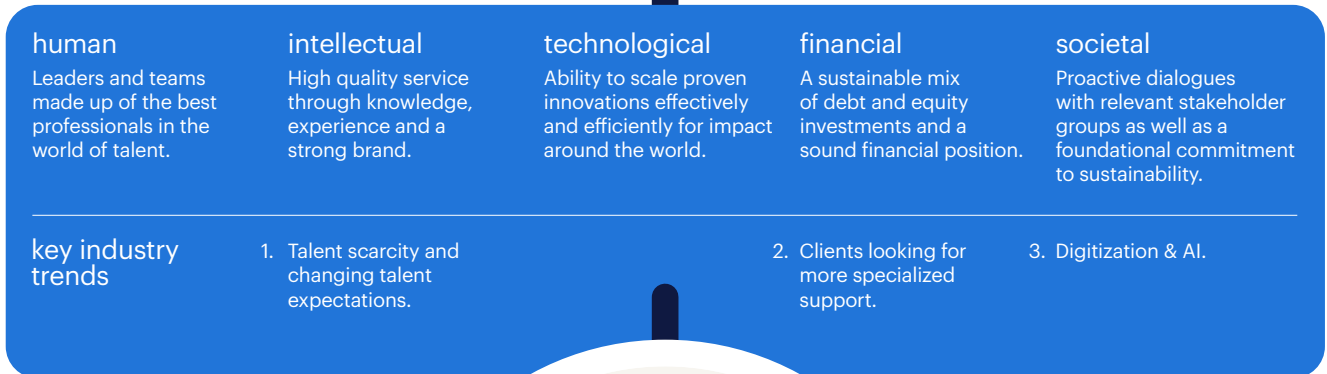 human
Leaders and teams
made up of the best
professionals in the
world of talent.
intellectual
High quality service
through knowledge,
experience and a
strong brand.
technological
Ability to scale proven
innovations effectively
and efficiently for impact
around the world.
financial
A sustainable mix
of debt and equity
investments and a
sound financial position.
societal
Proactive dialogues
with relevant stakeholder
groups as well as a
foundational commitment
to sustainability.
key industry
trends
1. Talent scarcity and
changing talent
expectations.
2. Clients looking for
more specialized
support.
3. Digitization & AI.